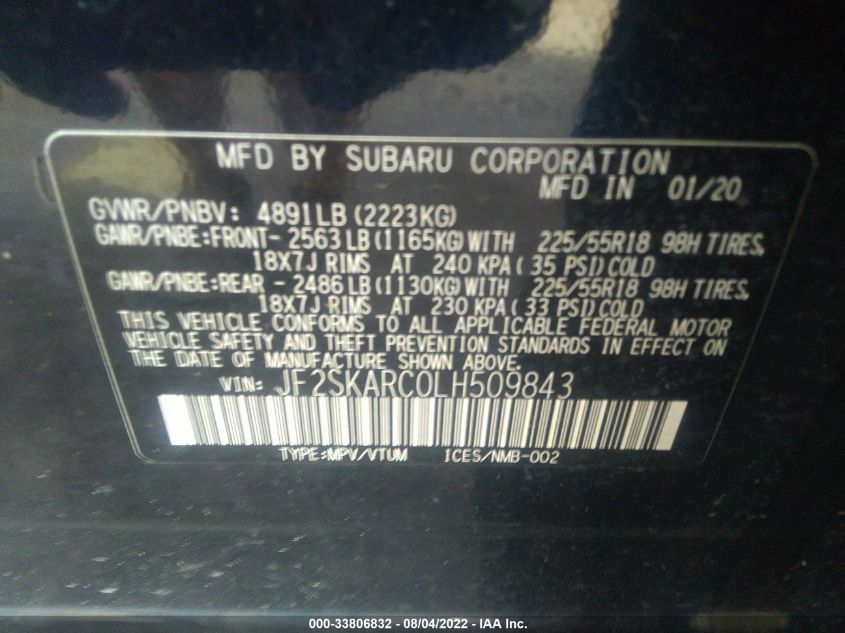 MFD BY SUBARU CORPORATION
MFD IN 01/20
GVWR/PNBV: 4891LB (2223KG)
GAWR/PNBE:FRONT- 2563 LB (1165KG) WITH 225/55R18 98H TIRES,
18X7J RIMS AT 240 KPA ( 35 PSI) COLD
GAWR/PNBE:REAR - 2486 LB (1130KG) WITH 225/55R18 98H TIRES,
18X7J RIMS AT 230 KPA ( 33 PSI) COLD
THIS VEHICLE CONFORMS TO ALL APPLICABLE FEDERAL MOTOR
VEHICLE SAFETY AND THEFT PREVENTION STANDARDS IN EFFECT ON
THE DATE OF MANUFACTURE SHOWN ABOVE.
VIN: JF2SKARC0LH509843
TYPE:MPV/VTUM ICES/NMB-002
000-33806832 - 08/04/2022 - IAA Inc.